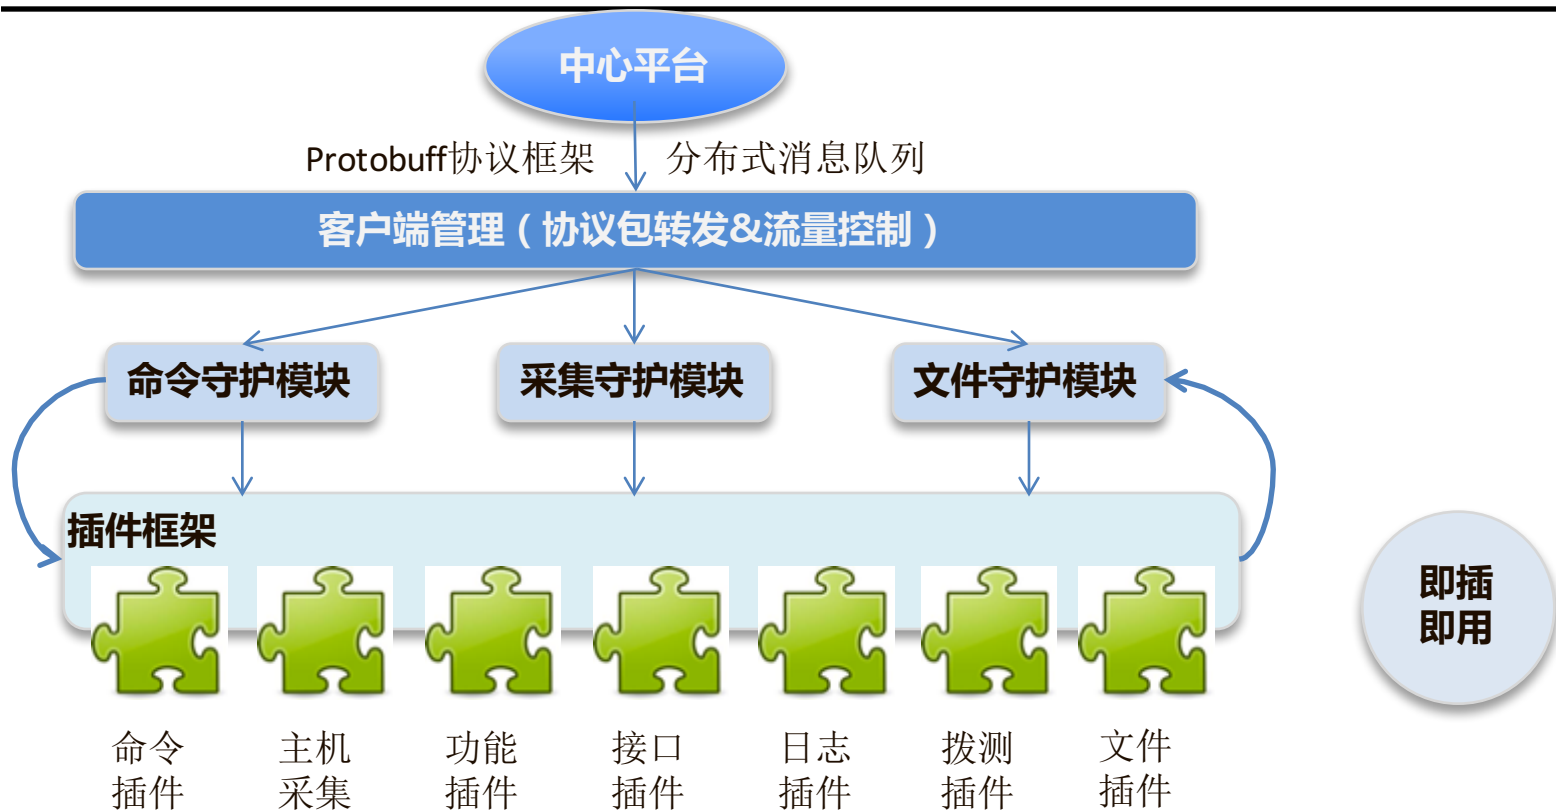 中心平台
Protobuff协议框架
分布式消息队列
客户端管理（协议包转发&流量控制）
命令守护模块
采集守护模块
文件守护模块
插件框架
即插
即用
命令
插件
主机
采集
功能
插件
接口
插件
日志
插件
拨测
插件
文件
插件